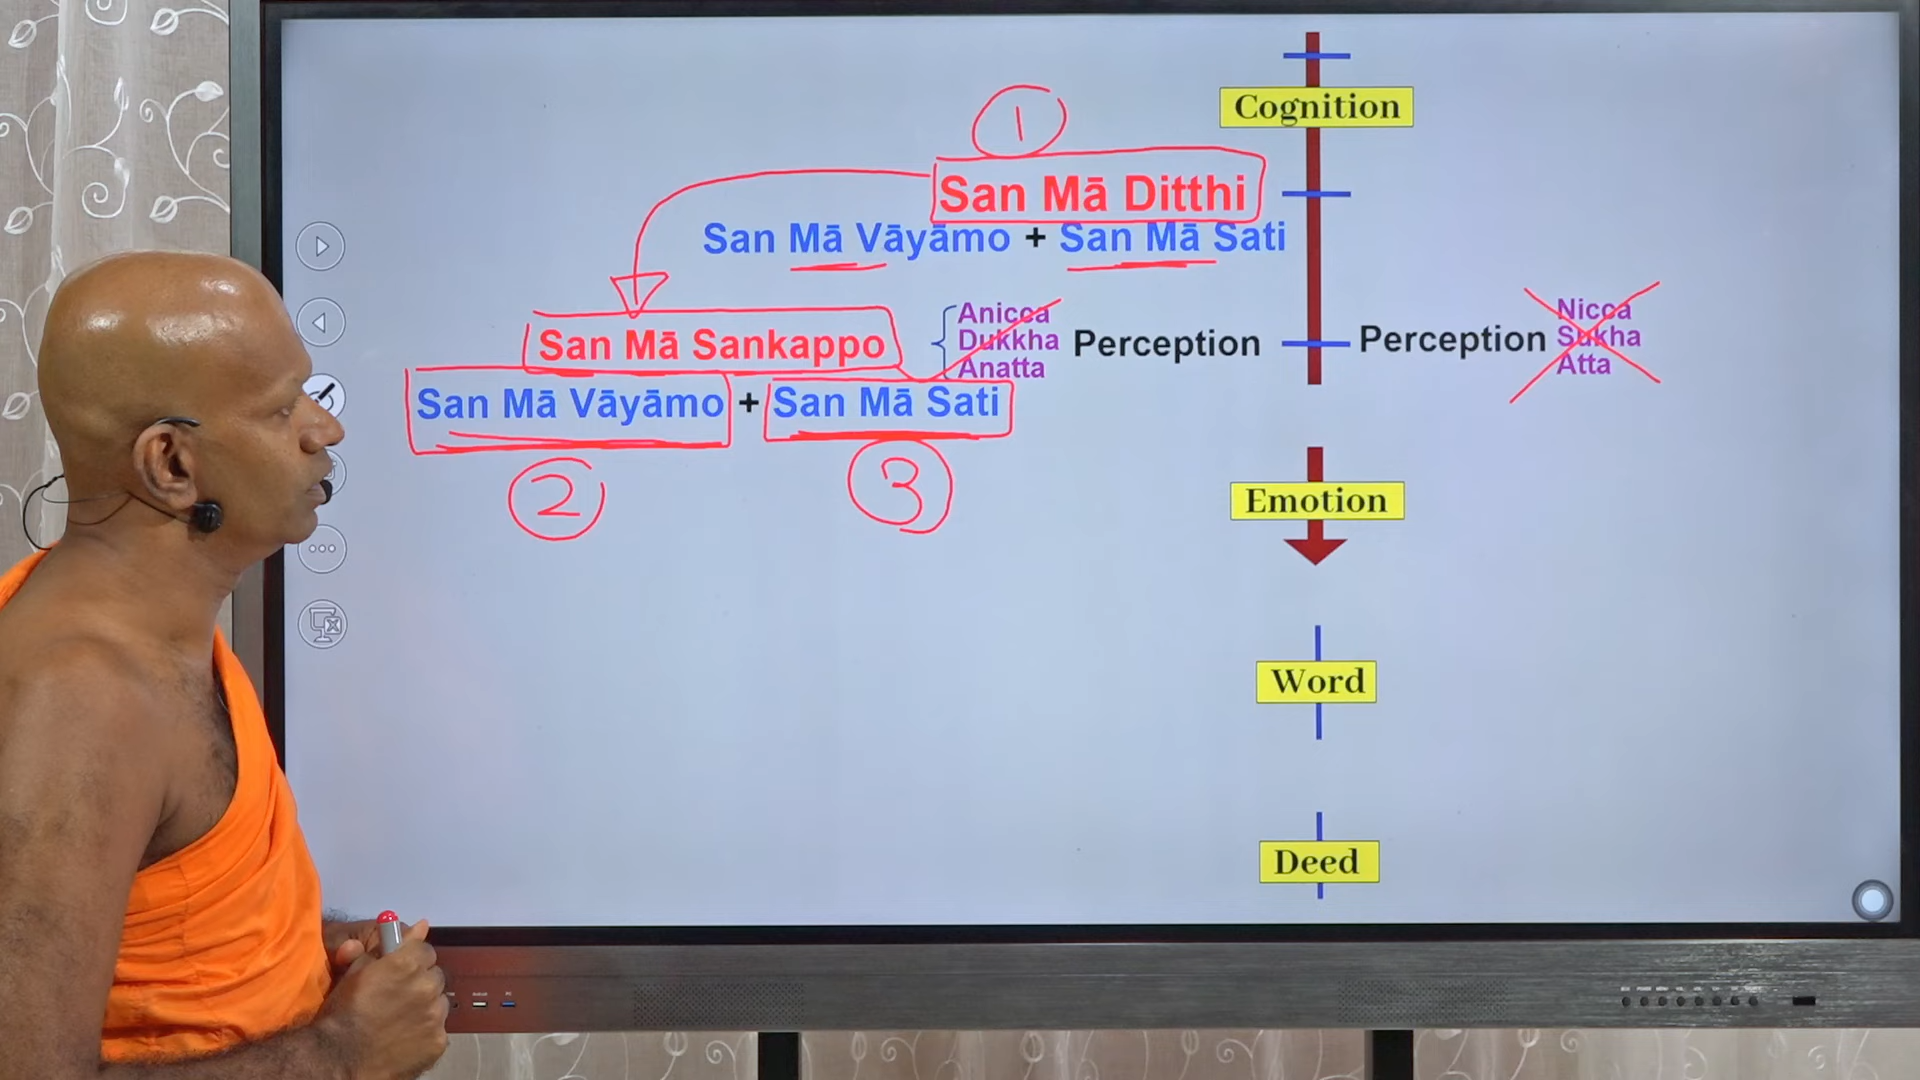 Cognition
1
San Mā Ditthi
San Mā Vāyāmo + San Mā Sati
Anicca
Dukkha
Anatta
San Mā Sankappo
Perception
Perception
Nicca
Sukha
Atta
San Mā Vāyāmo + San Mā Sati
2
3
Emotion
Word
Deed